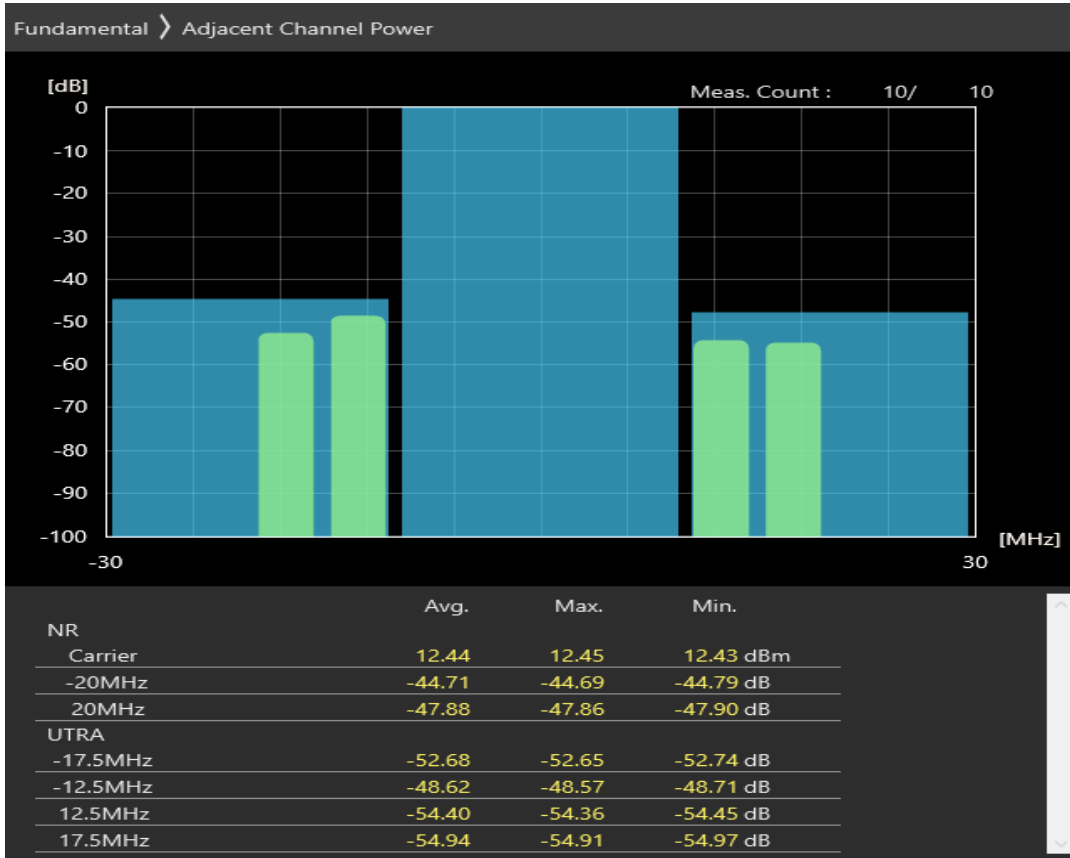 Fundamental 〉 Adjacent Channel Power
[dB]
Meas. Count : 10/ 10
0
-10
-20
-30
-40
-50
-60
-70
-80
-90
-100
[MHz]
-30 30
Avg. Max. Min.
NR
Carrier 12.44 12.45 12.43 dBm
-20MHz -44.71 -44.69 -44.79 dB
20MHz -47.88 -47.86 -47.90 dB
UTRA
-17.5MHz -52.68 -52.65 -52.74 dB
-12.5MHz -48.62 -48.57 -48.71 dB
12.5MHz -54.40 -54.36 -54.45 dB
17.5MHz -54.94 -54.91 -54.97 dB